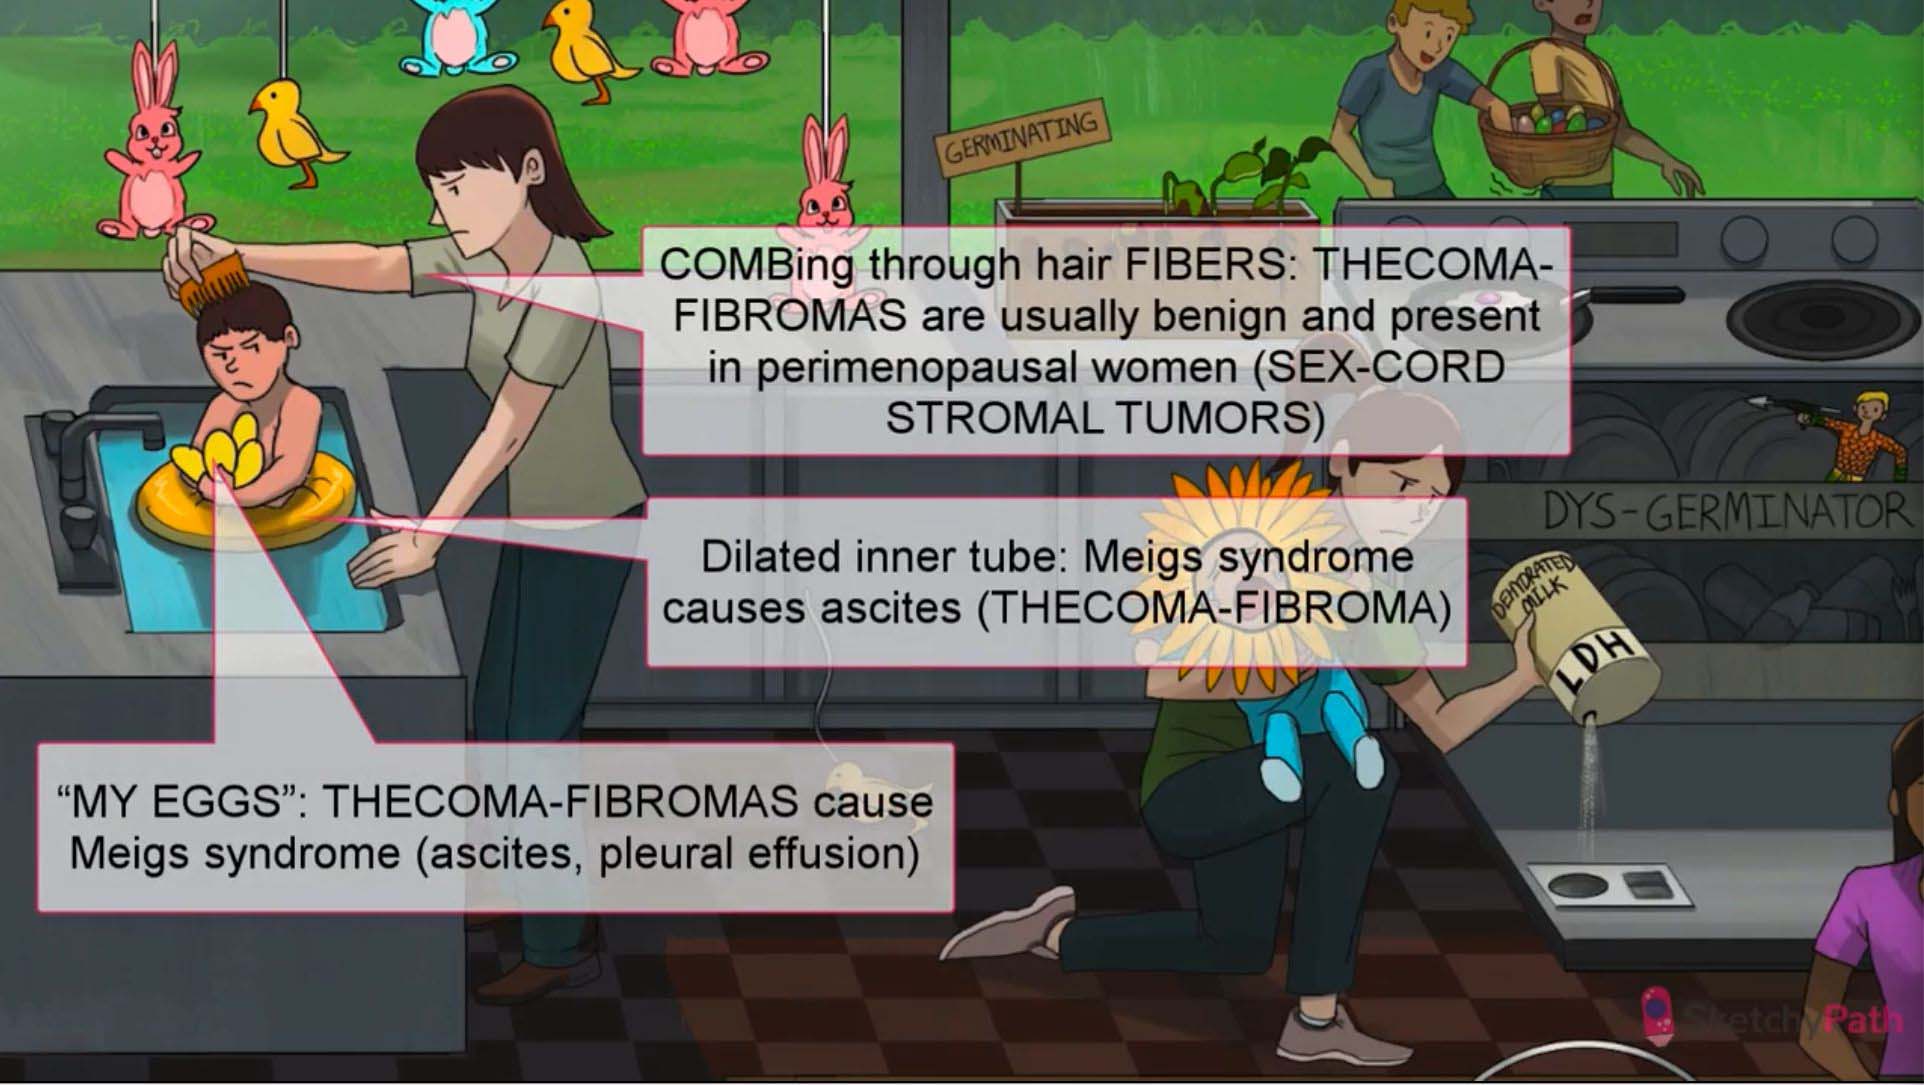 GERMINATING
COMBing through hair FIBERS: THECOMA-
FIBROMAS are usually benign and present
in perimenopausal women (SEX-CORD
STROMAL TUMORS)
DYS-GERMINATOR
Dilated inner tube: Meigs syndrome
causes ascites (THECOMA-FIBROMA)
DEHYDRATED
MILK
LDH
“MY EGGS”: THECOMA-FIBROMAS cause
Meigs syndrome (ascites, pleural effusion)
SketchyPath